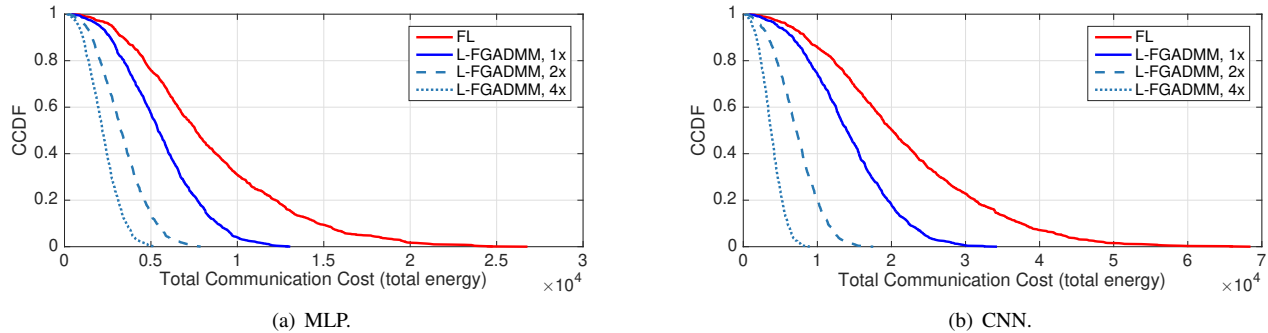 CCDF
1
0.8
0.6
0.4
0.2
0
FL
L-FGADMM, 1x
L-FGADMM, 2x
L-FGADMM, 4x
0 0.5 1 1.5 2 2.5 3
Total Communication Cost (total energy)
×10^4
(a) MLP.
CCDF
1
0.8
0.6
0.4
0.2
0
FL
L-FGADMM, 1x
L-FGADMM, 2x
L-FGADMM, 4x
0 1 2 3 4 5 6 7
Total Communication Cost (total energy)
×10^4
(b) CNN.